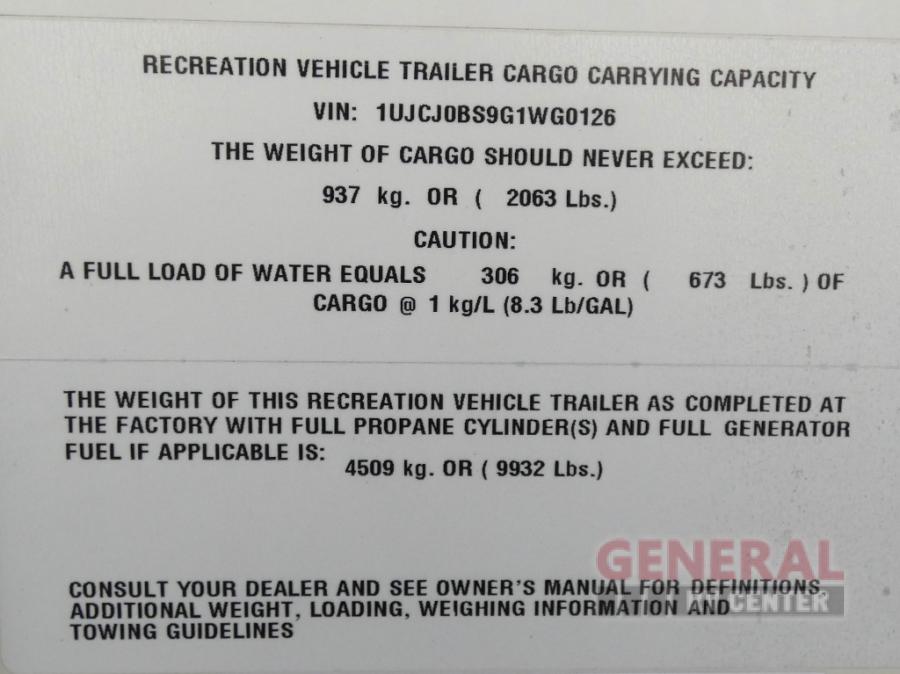 RECREATION VEHICLE TRAILER CARGO CARRYING CAPACITY
VIN: 1UJCJ0BS9G1WG0126
THE WEIGHT OF CARGO SHOULD NEVER EXCEED:
937 kg. OR ( 2063 Lbs.)
CAUTION:
A FULL LOAD OF WATER EQUALS 306 kg. OR ( 673 Lbs. ) OF
CARGO @ 1 kg/L (8.3 Lb/GAL)
THE WEIGHT OF THIS RECREATION VEHICLE TRAILER AS COMPLETED AT
THE FACTORY WITH FULL PROPANE CYLINDER(S) AND FULL GENERATOR
FUEL IF APPLICABLE IS:
4509 kg. OR ( 9932 Lbs.)
GENERAL
RV CENTER
CONSULT YOUR DEALER AND SEE OWNER'S MANUAL FOR DEFINITIONS,
ADDITIONAL WEIGHT, LOADING, WEIGHING INFORMATION AND
TOWING GUIDELINES